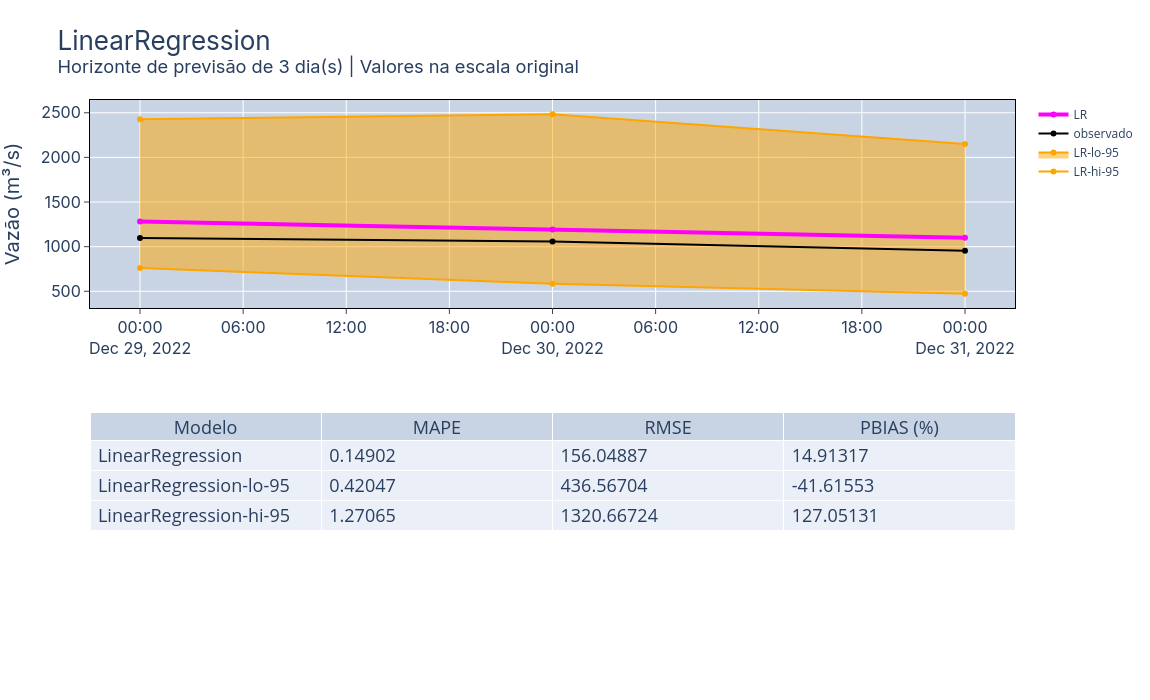 LinearRegression
Horizonte de previsão de 3 dia(s) | Valores na escala original
Vazão (m³/s)
2500
2000
1500
1000
500
00:00 06:00 12:00 18:00 00:00 06:00 12:00 18:00 00:00
Dec 29, 2022 Dec 30, 2022 Dec 31, 2022
LR
observado
LR-lo-95
LR-hi-95
Modelo MAPE RMSE PBIAS (%)
LinearRegression 0.14902 156.04887 14.91317
LinearRegression-lo-95 0.42047 436.56704 -41.61553
LinearRegression-hi-95 1.27065 1320.66724 127.05131